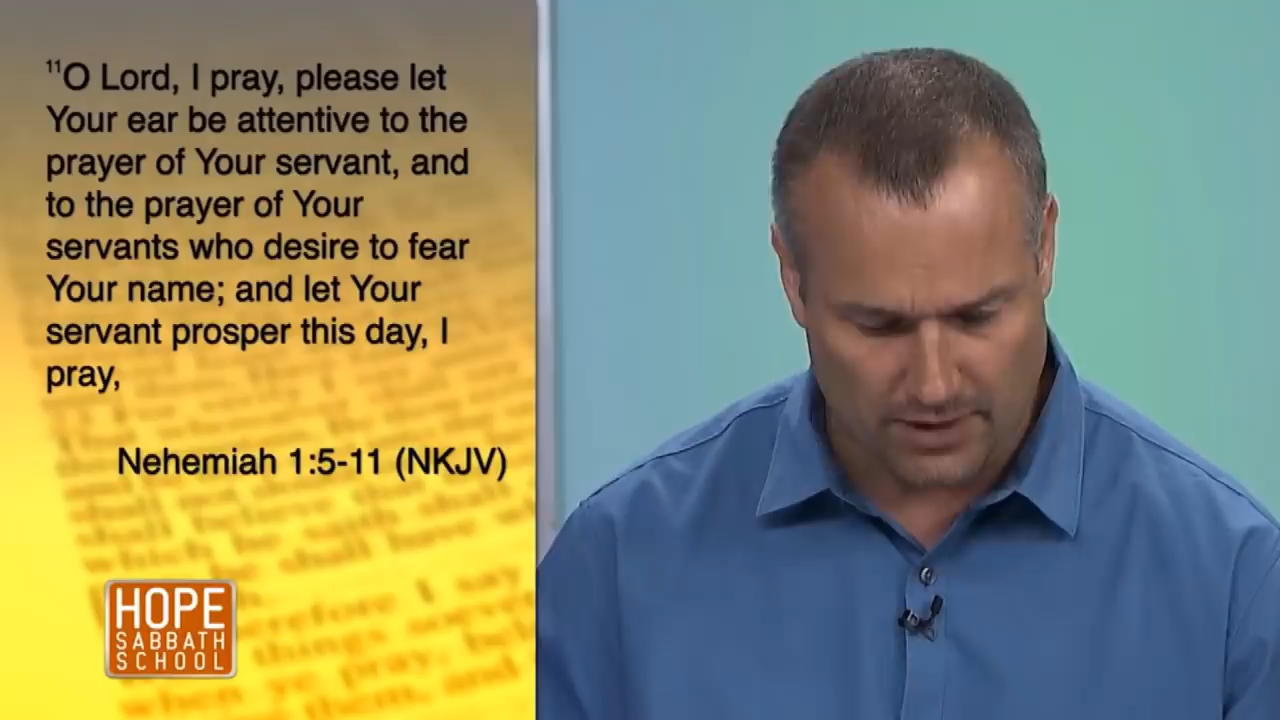 ¹¹O Lord, I pray, please let
Your ear be attentive to the
prayer of Your servant, and
to the prayer of Your
servants who desire to fear
Your name; and let Your
servant prosper this day, I
pray,
Nehemiah 1:5-11 (NKJV)
HOPE
SABBATH
SCHOOL